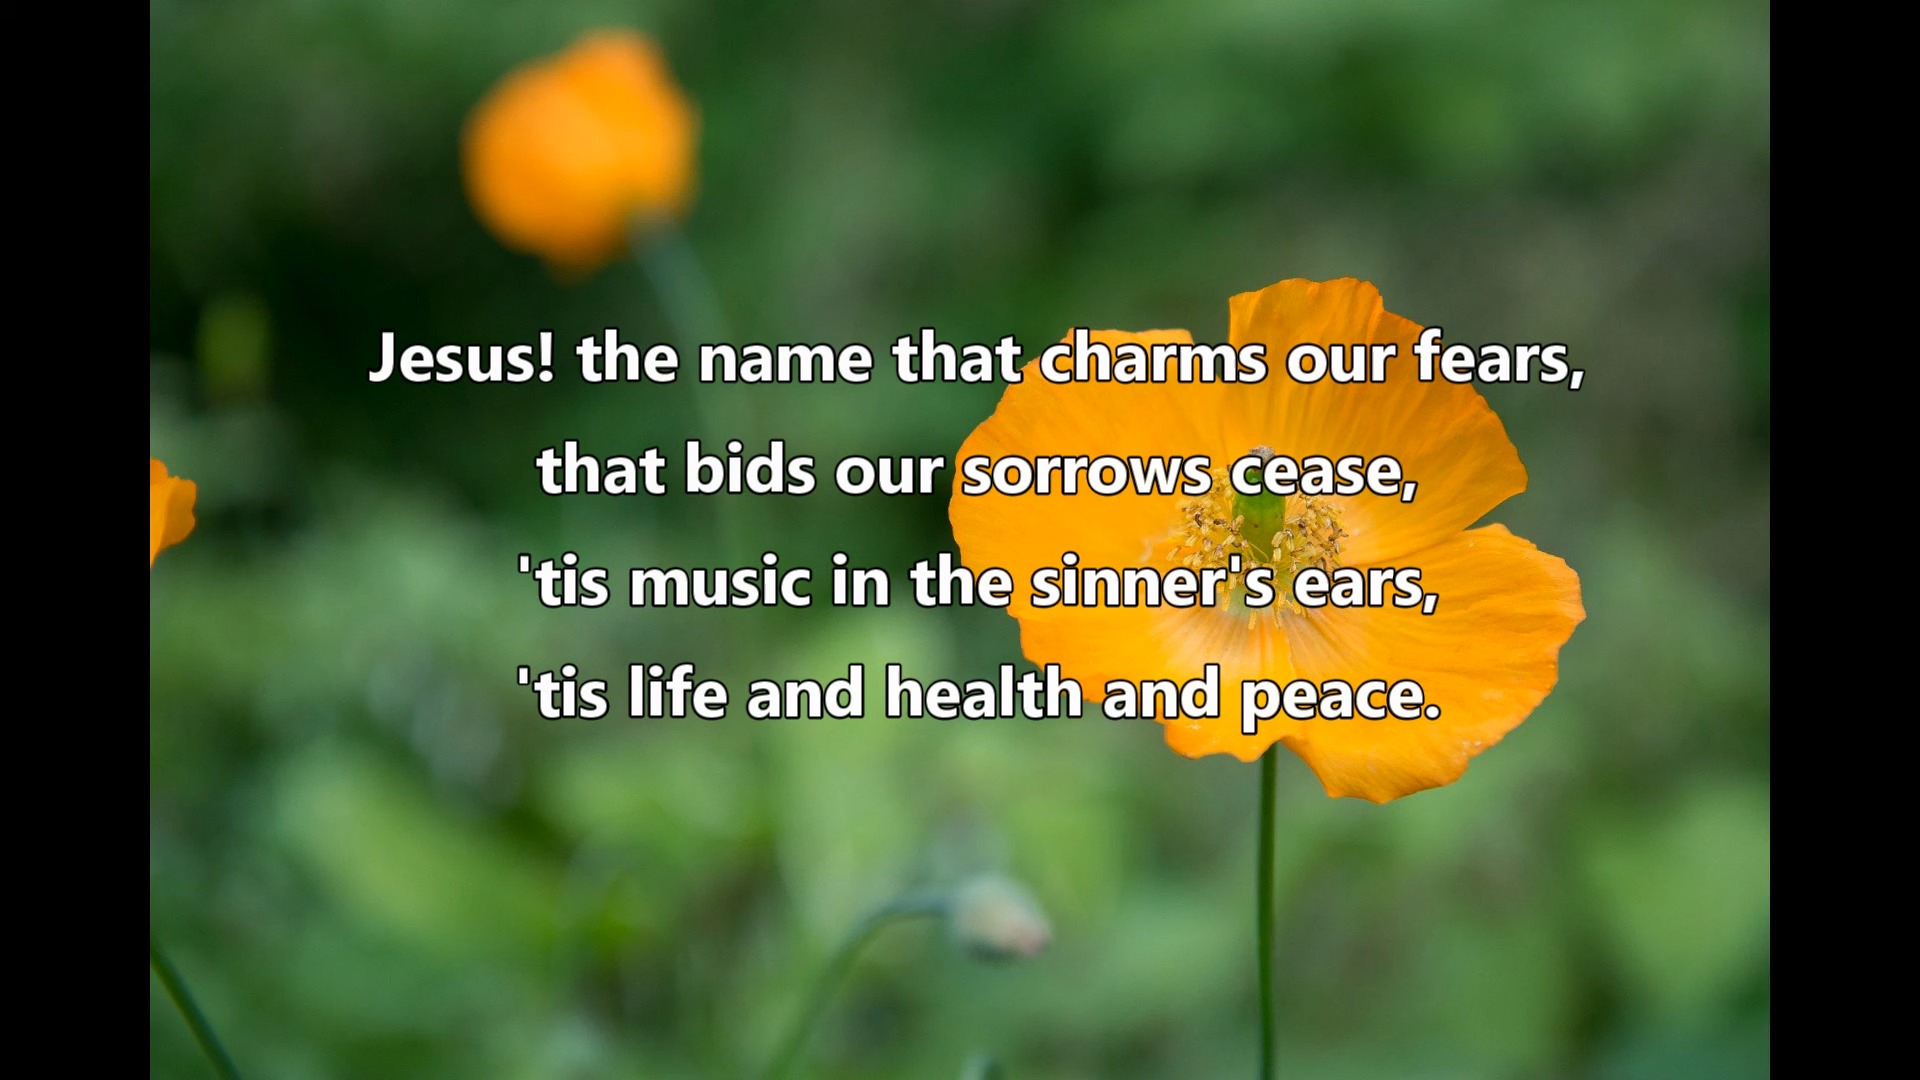 Jesus! the name that charms our fears,
that bids our sorrows cease,
'tis music in the sinner's ears,
'tis life and health and peace.